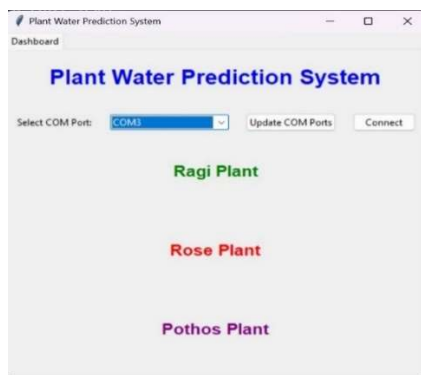 Plant Water Prediction System
Dashboard
Plant Water Prediction System
Select COM Port: COM3 Update COM Ports Connect
Ragi Plant
Rose Plant
Pothos Plant